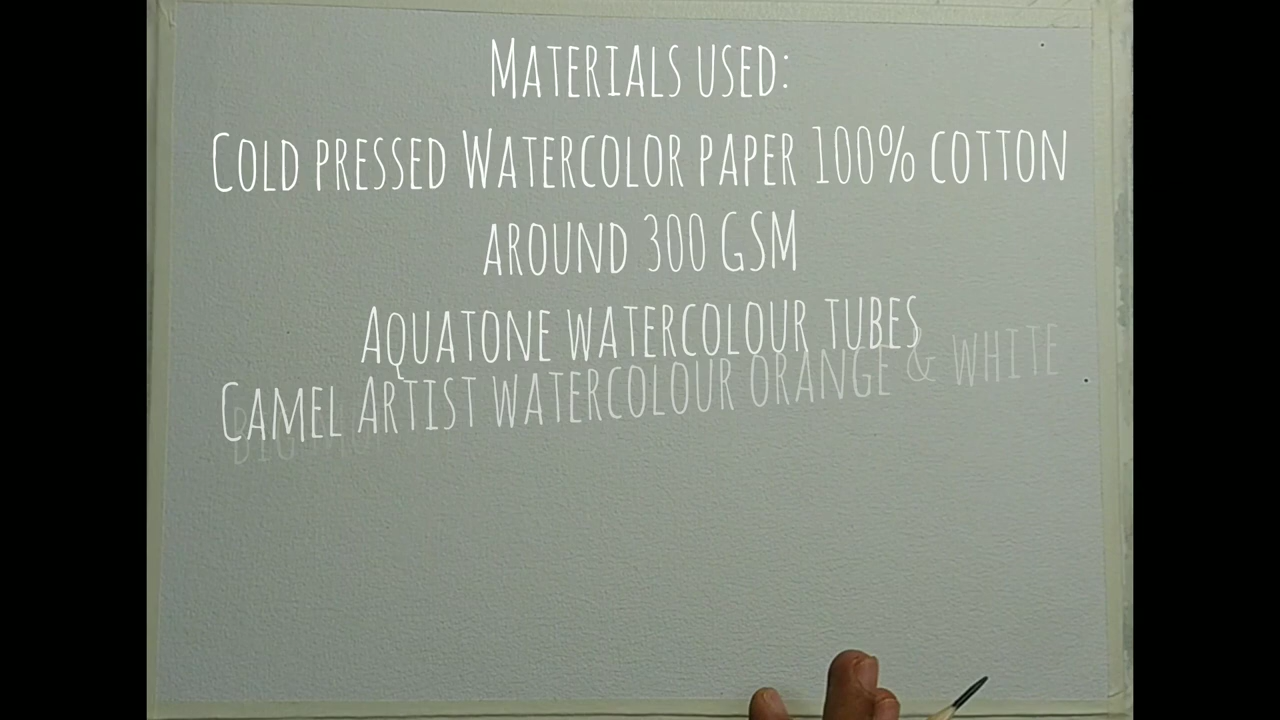 Materials used:
Cold pressed Watercolor paper 100% cotton
around 300 GSM
Aquatone watercolour tubes
Camel Artist watercolour orange & white